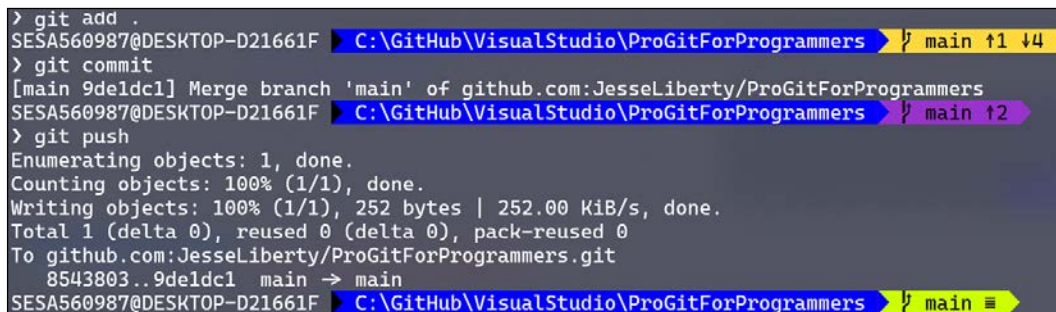 ❯ git add .
SESA560987@DESKTOP-D21661F C:\GitHub\VisualStudio\ProGitForProgrammers main ↑1 ↓4
❯ git commit
[main 9de1dc1] Merge branch 'main' of github.com:JesseLiberty/ProGitForProgrammers
SESA560987@DESKTOP-D21661F C:\GitHub\VisualStudio\ProGitForProgrammers main ↑2
❯ git push
Enumerating objects: 1, done.
Counting objects: 100% (1/1), done.
Writing objects: 100% (1/1), 252 bytes | 252.00 KiB/s, done.
Total 1 (delta 0), reused 0 (delta 0), pack-reused 0
To github.com:JesseLiberty/ProGitForProgrammers.git
   8543803..9de1dc1  main → main
SESA560987@DESKTOP-D21661F C:\GitHub\VisualStudio\ProGitForProgrammers main ≡